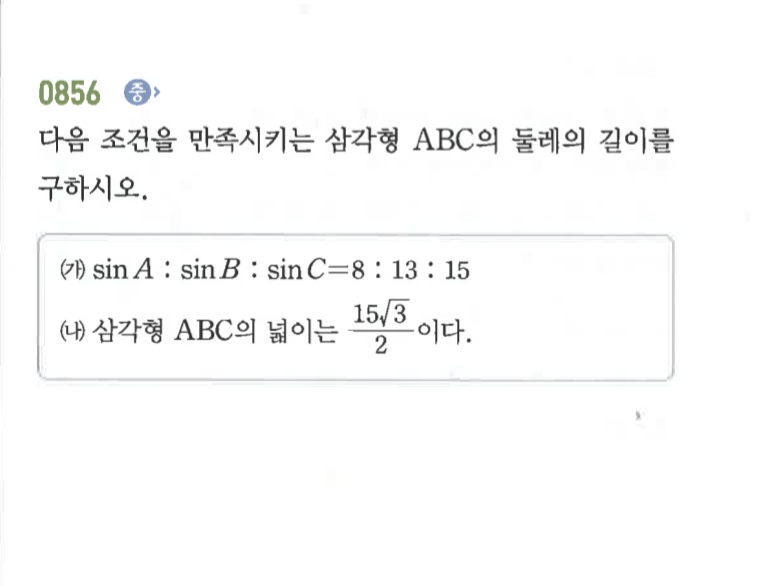 0856 중
다음 조건을 만족시키는 삼각형 ABC의 둘레의 길이를
구하시오.
㈎ sin A : sin B : sin C=8 : 13 : 15
㈏ 삼각형 ABC의 넓이는 15√3/2 이다.